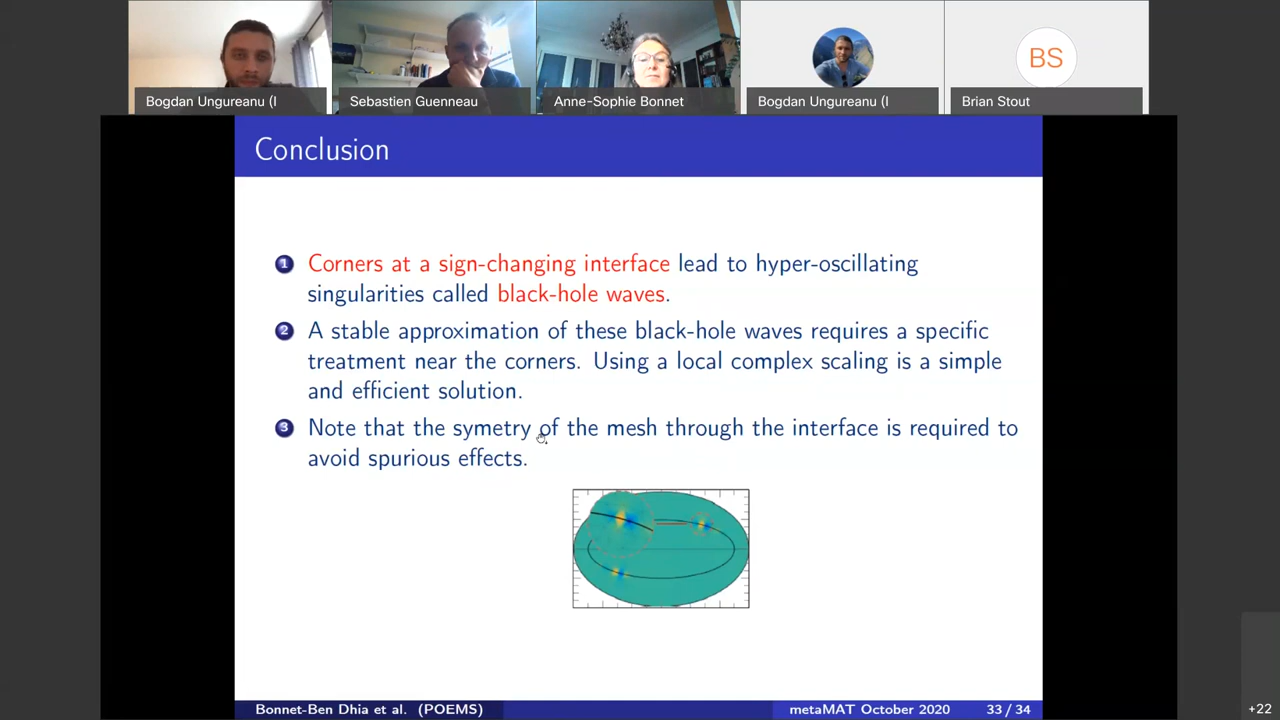 Bogdan Ungureanu (I
Sebastien Guenneau
Anne-Sophie Bonnet
Bogdan Ungureanu (I
BS
Brian Stout
Conclusion
1 Corners at a sign-changing interface lead to hyper-oscillating
singularities called black-hole waves.
2 A stable approximation of these black-hole waves requires a specific
treatment near the corners. Using a local complex scaling is a simple
and efficient solution.
3 Note that the symetry of the mesh through the interface is required to
avoid spurious effects.
Bonnet-Ben Dhia et al. (POEMS)
metaMAT October 2020
33 / 34
+22